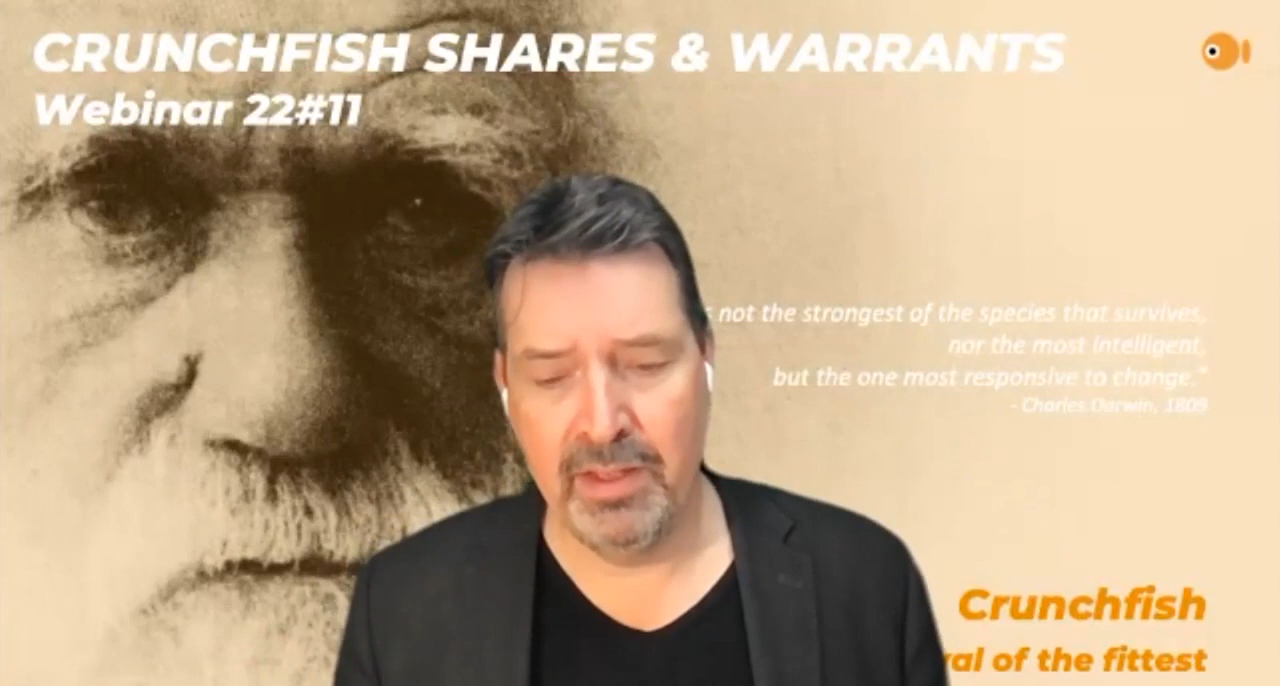 CRUNCHFISH SHARES & WARRANTS
Webinar 22#11
not the strongest of the species that survives,
nor the most intelligent,
but the one most responsive to change."
- Charles Darwin, 1809
Crunchfish
of the fittest